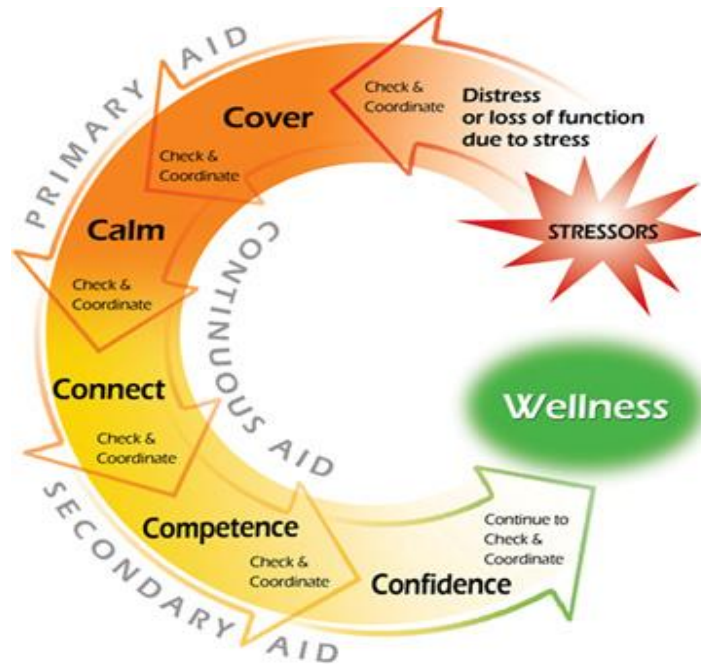 STRESSORS
Distress
or loss of function
due to stress
Check &
Coordinate
Cover
Check &
Coordinate
Calm
Check &
Coordinate
Connect
Check &
Coordinate
Competence
Check &
Coordinate
Confidence
Continue to
Check &
Coordinate
Wellness
PRIMARY AID
CONTINUOUS AID
SECONDARY AID